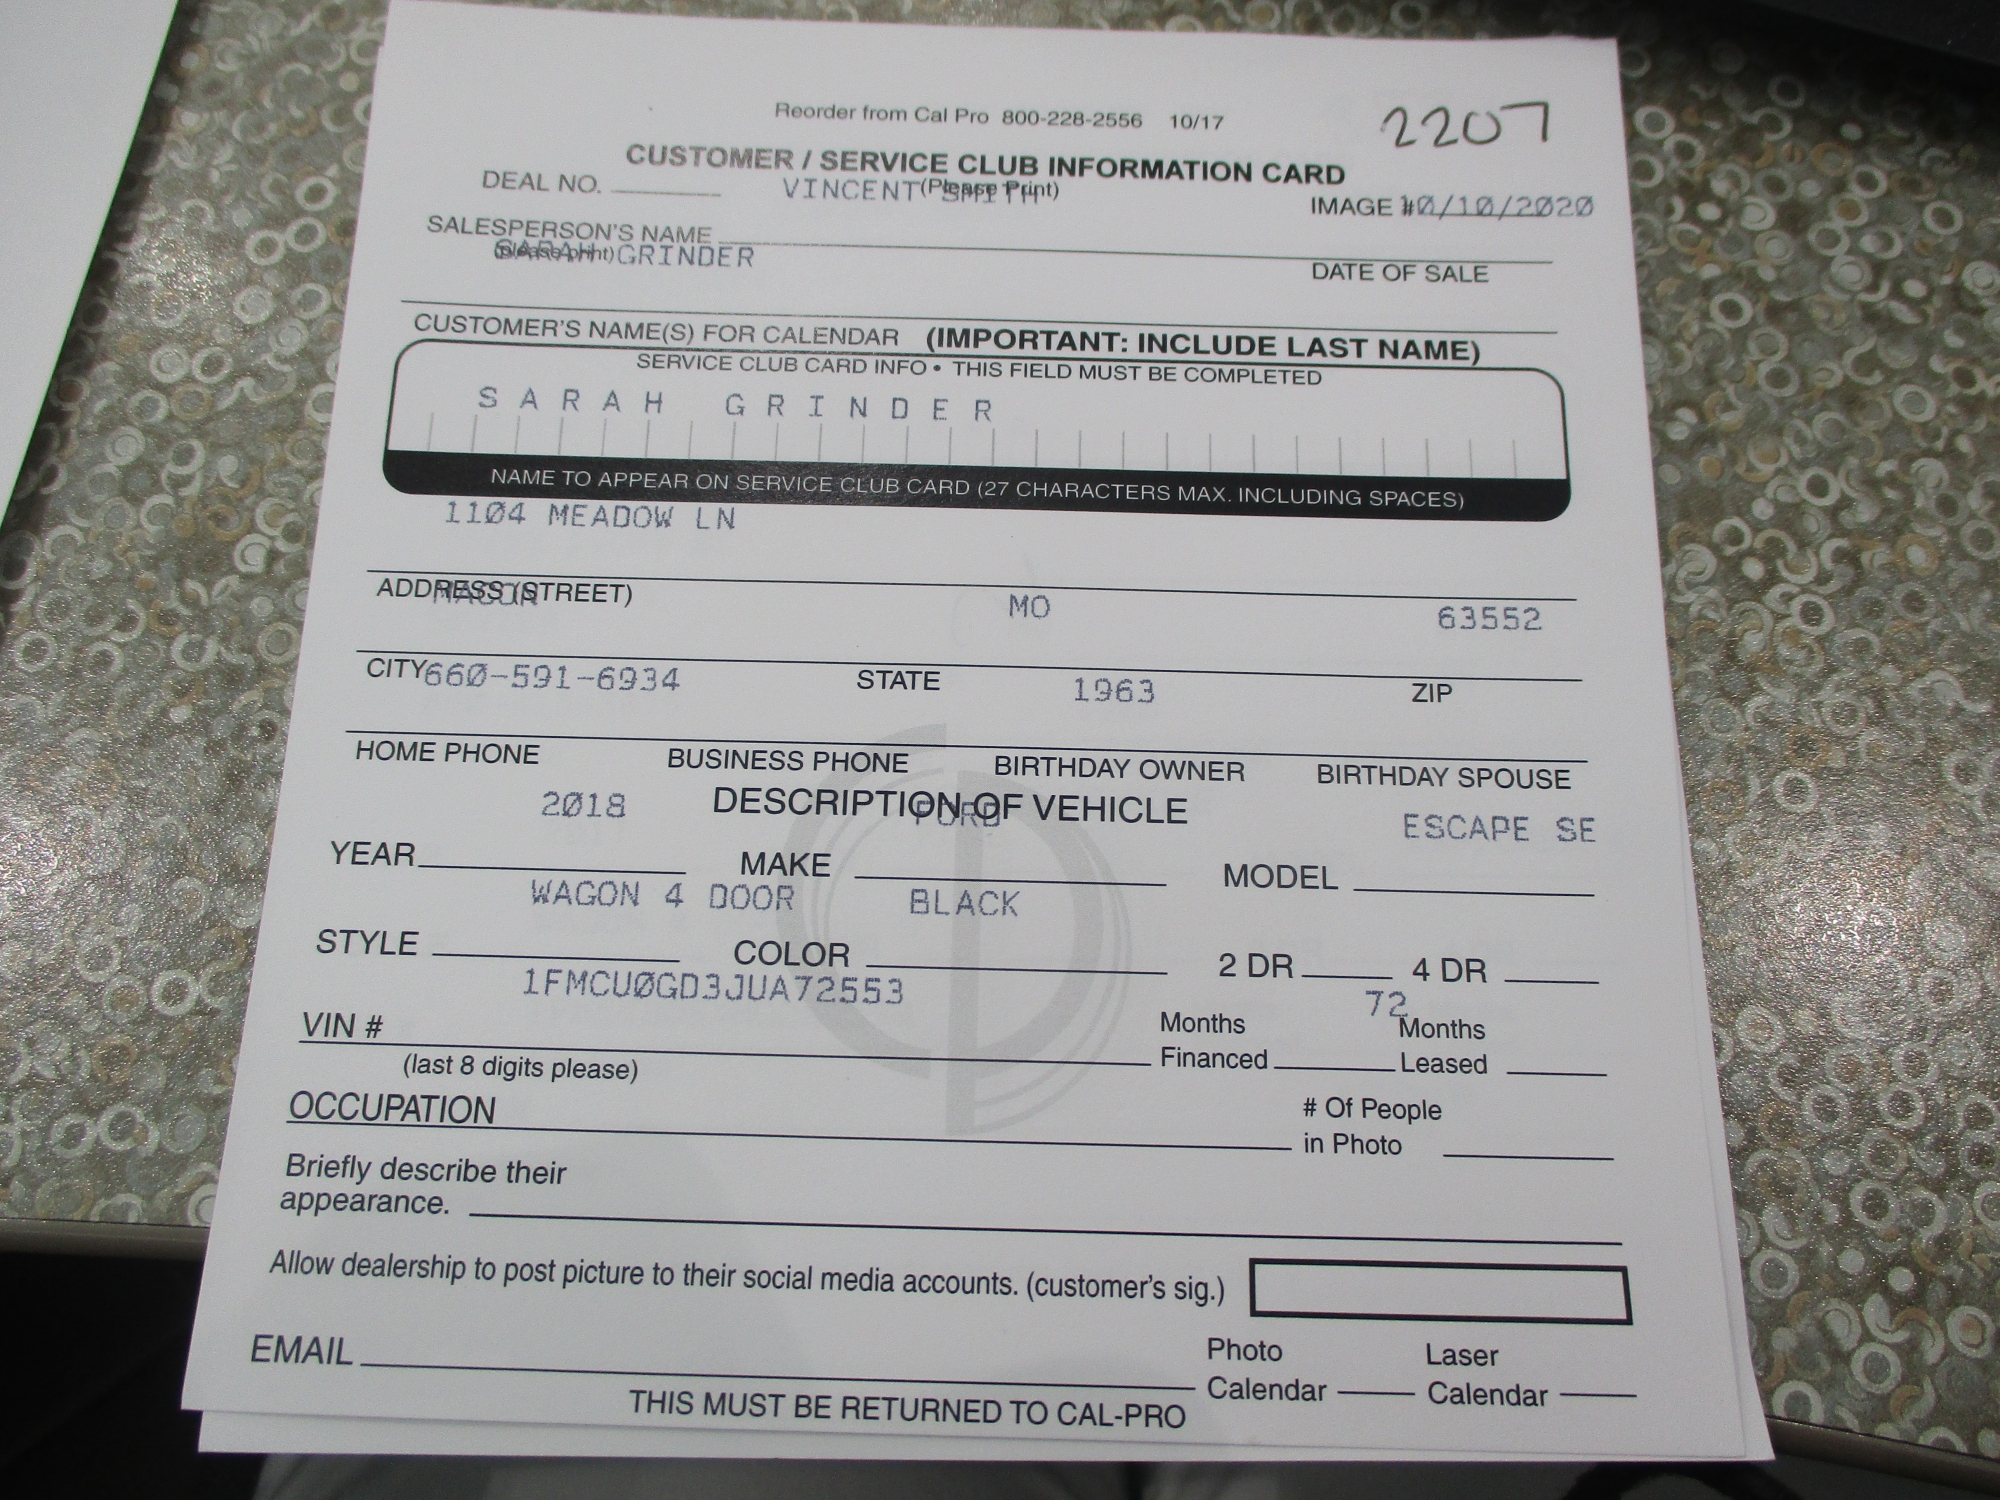 Reorder from Cal Pro 800-228-2556 10/17
2207
CUSTOMER / SERVICE CLUB INFORMATION CARD
DEAL NO. VINCENT SMITH (Please Print)
IMAGE # 10/10/2020
SALESPERSON'S NAME
(please print) SARAH GRINDER
DATE OF SALE
CUSTOMER'S NAME(S) FOR CALENDAR (IMPORTANT: INCLUDE LAST NAME)
SERVICE CLUB CARD INFO • THIS FIELD MUST BE COMPLETED
SARAH GRINDER
NAME TO APPEAR ON SERVICE CLUB CARD (27 CHARACTERS MAX. INCLUDING SPACES)
1104 MEADOW LN
ADDRESS (STREET)
MO 63552
CITY STATE ZIP
660-591-6934 1963
HOME PHONE BUSINESS PHONE BIRTHDAY OWNER BIRTHDAY SPOUSE
DESCRIPTION OF VEHICLE
2018 FORD ESCAPE SE
YEAR MAKE MODEL
WAGON 4 DOOR BLACK
STYLE COLOR 2 DR 4 DR
1FMCU0GD3JUA72553 72
VIN # Months Financed Months Leased
(last 8 digits please)
OCCUPATION # Of People in Photo
Briefly describe their
appearance.
Allow dealership to post picture to their social media accounts. (customer's sig.)
EMAIL Photo Calendar Laser Calendar
THIS MUST BE RETURNED TO CAL-PRO